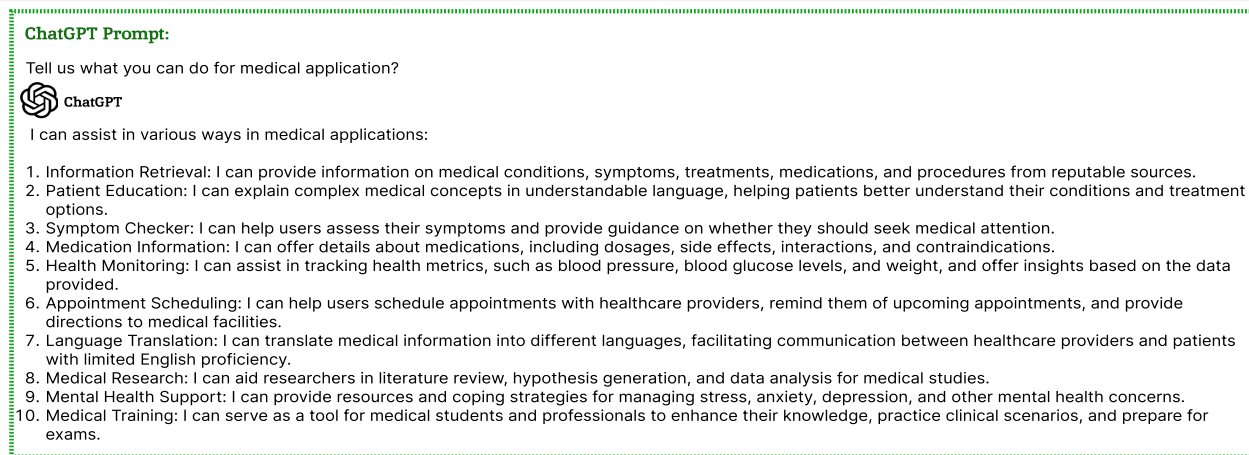 ChatGPT Prompt:
Tell us what you can do for medical application?
ChatGPT
I can assist in various ways in medical applications:
1. Information Retrieval: I can provide information on medical conditions, symptoms, treatments, medications, and procedures from reputable sources.
2. Patient Education: I can explain complex medical concepts in understandable language, helping patients better understand their conditions and treatment
options.
3. Symptom Checker: I can help users assess their symptoms and provide guidance on whether they should seek medical attention.
4. Medication Information: I can offer details about medications, including dosages, side effects, interactions, and contraindications.
5. Health Monitoring: I can assist in tracking health metrics, such as blood pressure, blood glucose levels, and weight, and offer insights based on the data
provided.
6. Appointment Scheduling: I can help users schedule appointments with healthcare providers, remind them of upcoming appointments, and provide
directions to medical facilities.
7. Language Translation: I can translate medical information into different languages, facilitating communication between healthcare providers and patients
with limited English proficiency.
8. Medical Research: I can aid researchers in literature review, hypothesis generation, and data analysis for medical studies.
9. Mental Health Support: I can provide resources and coping strategies for managing stress, anxiety, depression, and other mental health concerns.
10. Medical Training: I can serve as a tool for medical students and professionals to enhance their knowledge, practice clinical scenarios, and prepare for
exams.